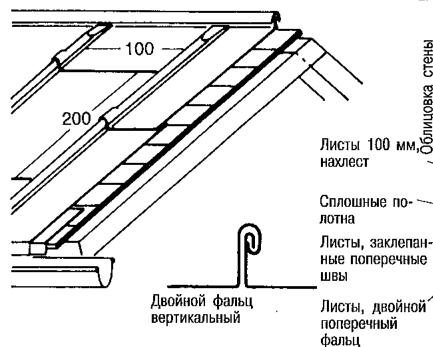 100
200
Облицовка стены
Листы 100 мм,
нахлест
Сплошные по-
лотна
Листы, заклепан-
ные поперечные
швы
Листы, двойной
поперечный
фальц
Двойной фальц
вертикальный